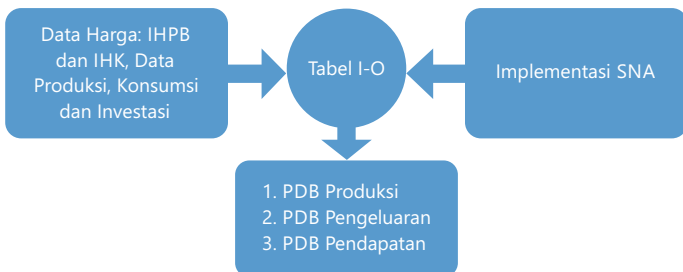 Data Harga: IHPB
dan IHK, Data
Produksi, Konsumsi
dan Investasi
Tabel I-O
Implementasi SNA
1. PDB Produksi
2. PDB Pengeluaran
3. PDB Pendapatan